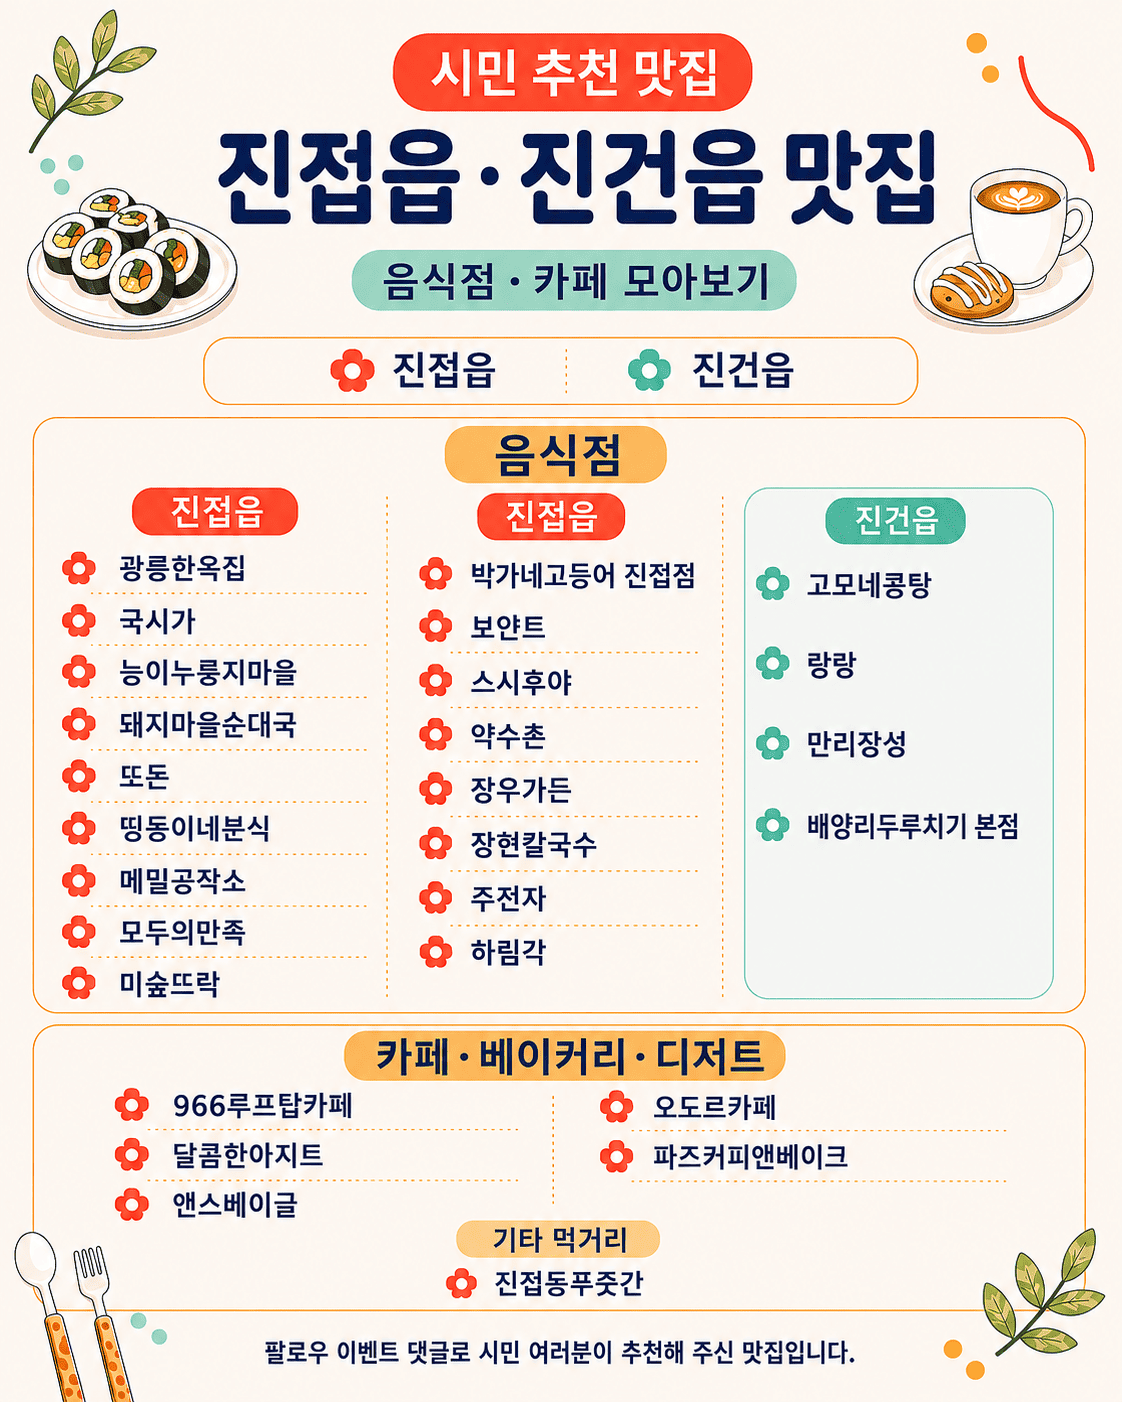 시민 추천 맛집
진접읍·진건읍 맛집
음식점·카페 모아보기
진접읍
진건읍
음식점
진접읍
광릉한옥집
국시가
능이누룽지마을
돼지마을순대국
또돈
띵동이네분식
메밀공작소
모두의만족
미숲뜨락
진접읍
박가네고등어 진접점
보얀트
스시후야
약수촌
장우가든
장현칼국수
주전자
하림각
진건읍
고모네콩탕
랑랑
만리장성
배양리두루치기 본점
카페·베이커리·디저트
966루프탑카페
달콤한아지트
앤스베이글
오도르카페
파즈커피앤베이크
기타 먹거리
진접동푸줏간
팔로우 이벤트 댓글로 시민 여러분이 추천해 주신 맛집입니다.